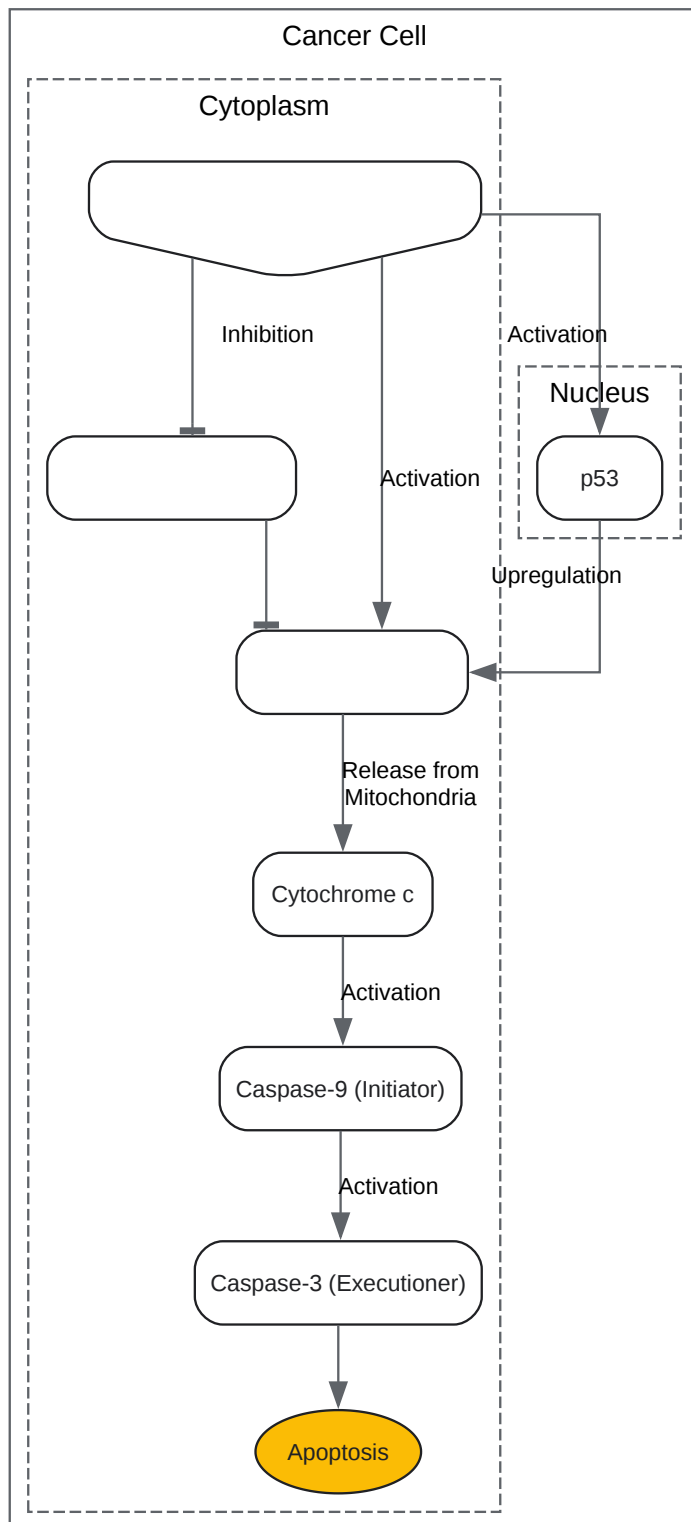 Cancer Cell
Cytoplasm
Inhibition
Activation
Nucleus
Activation
p53
Upregulation
Release from
Mitochondria
Cytochrome c
Activation
Caspase-9 (Initiator)
Activation
Caspase-3 (Executioner)
Apoptosis